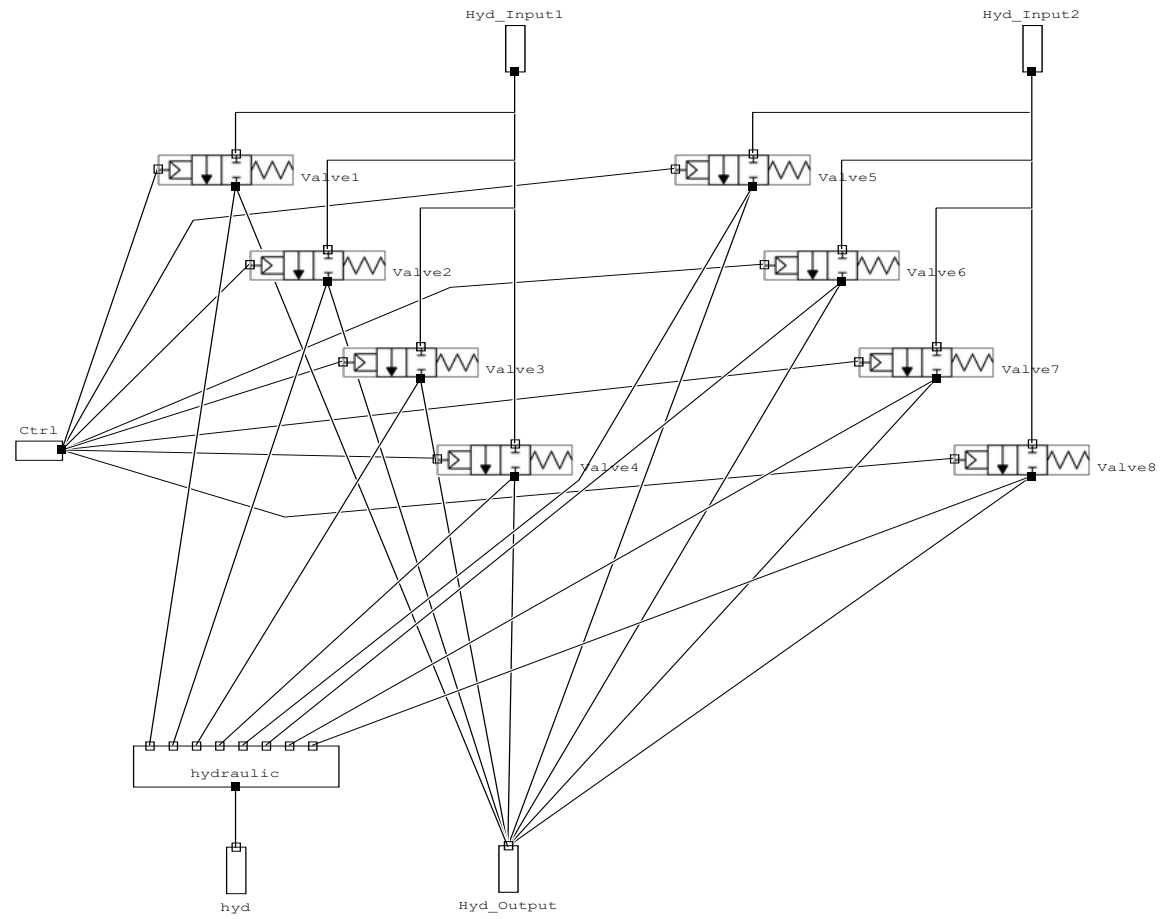 Hyd_Input1
Hyd_Input2
Valve1
Valve5
Valve2
Valve6
Valve3
Valve7
Ctrl
Valve4
Valve8
hydraulic
hyd
Hyd_Output